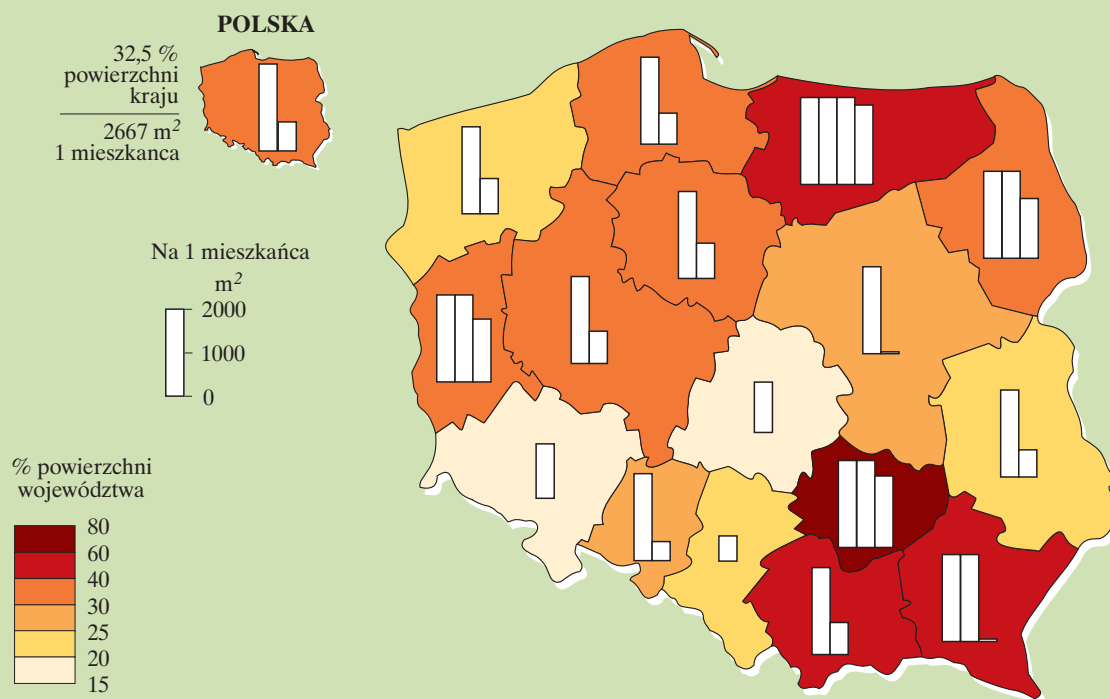 POLSKA
32,5 %
powierzchni
kraju
2667 m²
1 mieszkanca
Na 1 mieszkańca
m²
2000
1000
0
% powierzchni
województwa
80
60
40
30
25
20
15